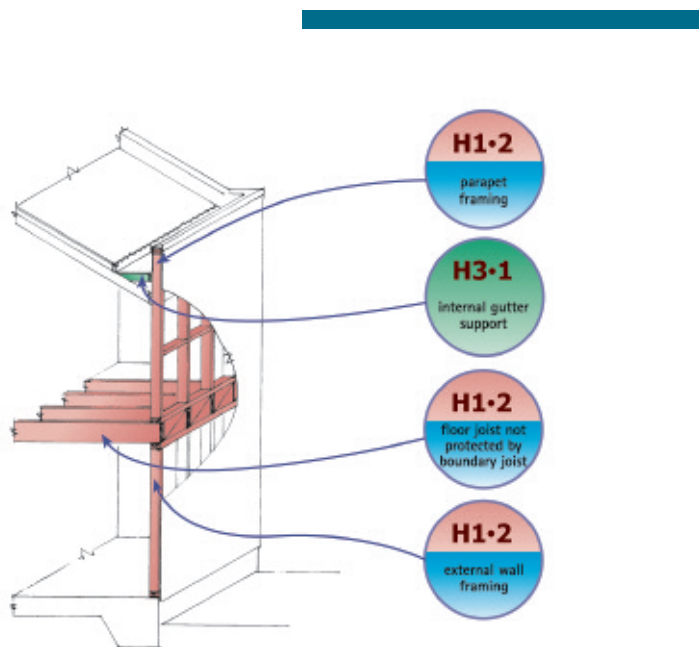 H1•2
parapet
framing
H3•1
internal gutter
support
H1•2
floor joist not
protected by
boundary joist
H1•2
external wall
framing